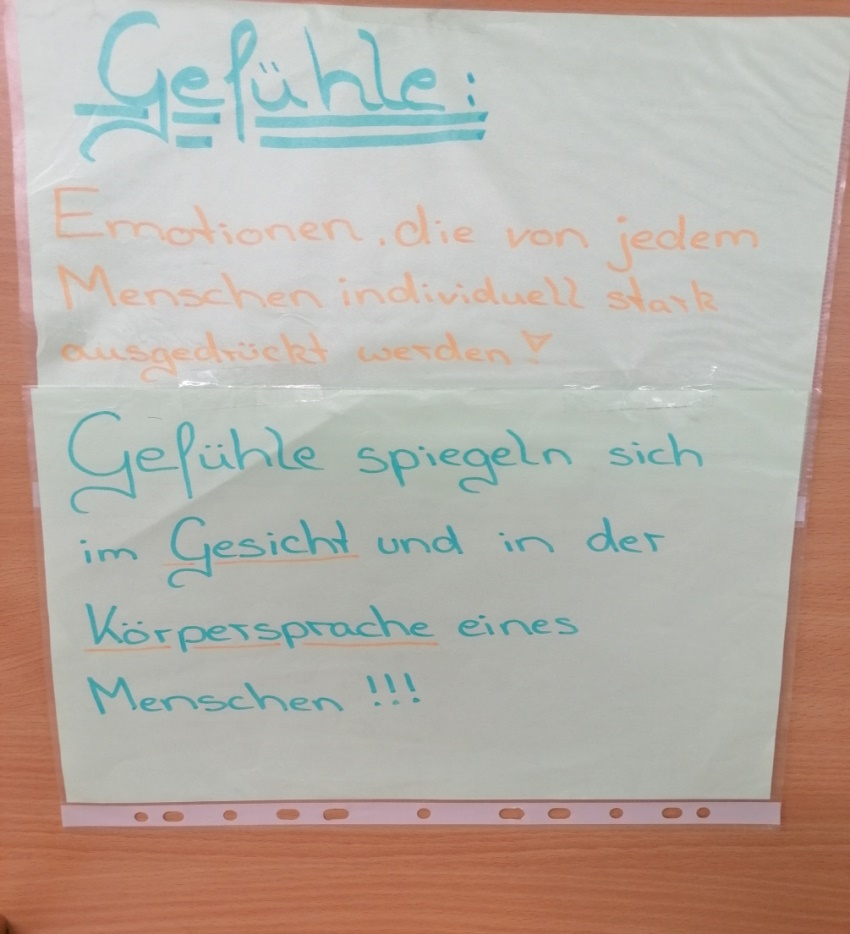 Gefühle:
Emotionen, die von jedem
Menschen individuell stark
ausgedrückt werden!
Gefühle spiegeln sich
im Gesicht und in der
Körpersprache eines
Menschen !!!